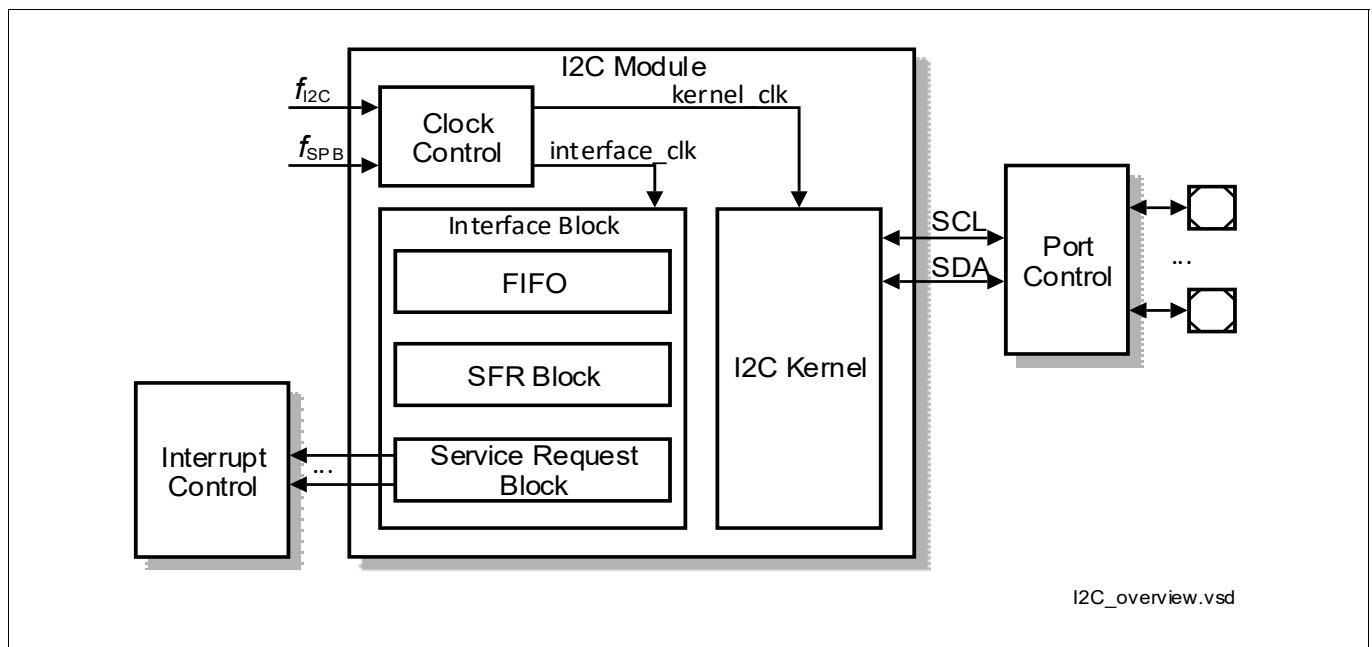 I2C Module
fI2C
kernel_clk
Clock
Control
fSPB
interface_clk
Interface Block
SCL
FIFO
SDA
Port
Control
...
SFR Block
I2C Kernel
Interrupt
Control
...
Service Request
Block
I2C_overview.vsd